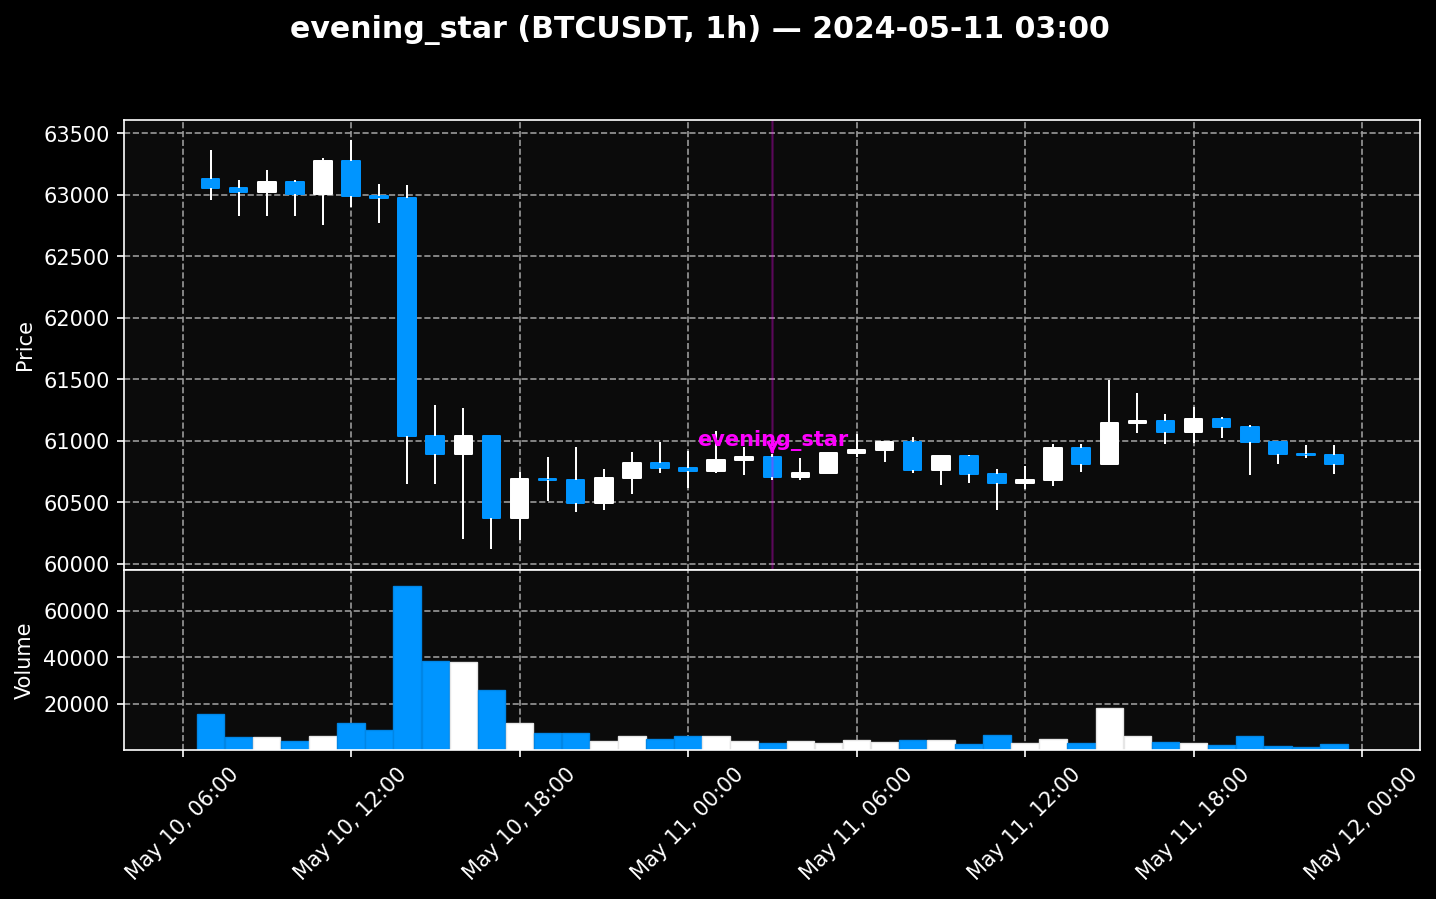 evening_star (BTCUSDT, 1h) — 2024-05-11 03:00
63500
63000
62500
62000
61500
61000
60500
60000
Price
evening_star
60000
40000
20000
Volume
May 10, 06:00
May 10, 12:00
May 10, 18:00
May 11, 00:00
May 11, 06:00
May 11, 12:00
May 11, 18:00
May 12, 00:00